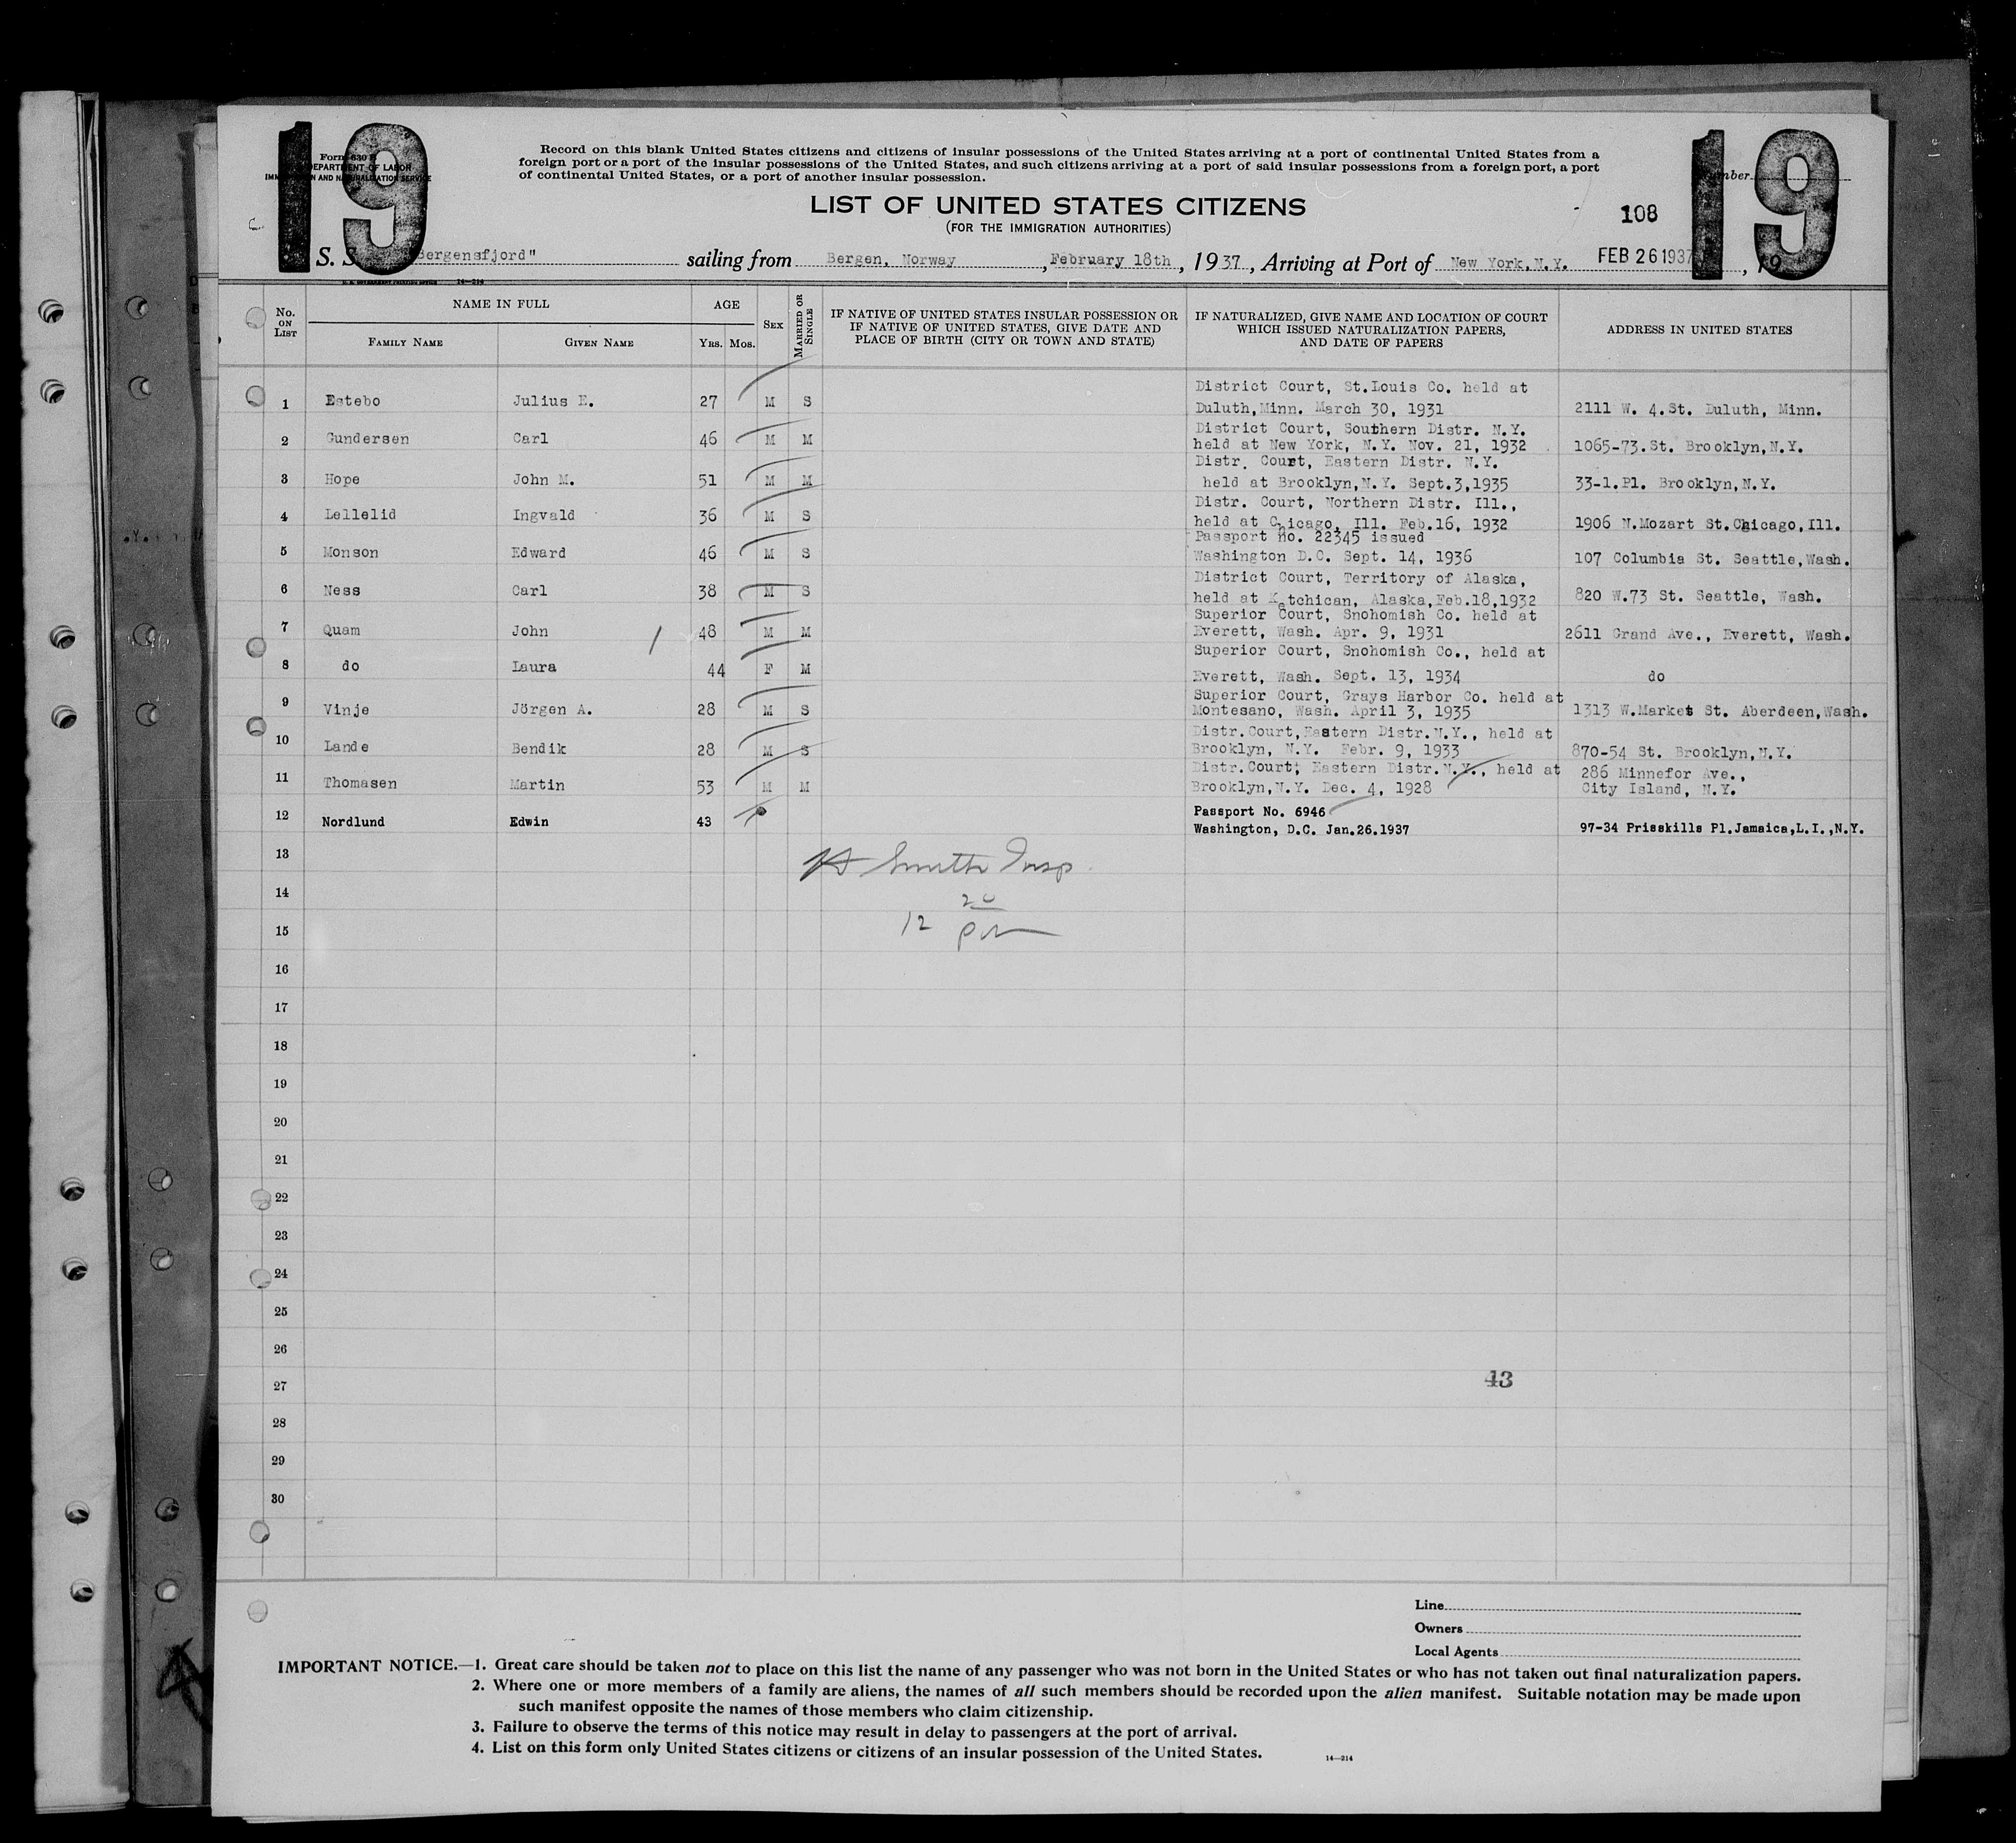 19
19
Form 630 B
DEPARTMENT OF LABOR
IMMIGRATION AND NATURALIZATION SERVICE
Record on this blank United States citizens and citizens of insular possessions of the United States arriving at a port of continental United States from a
foreign port or a port of the insular possessions of the United States, and such citizens arriving at a port of said insular possessions from a foreign port, a port
of continental United States, or a port of another insular possession.
Number
LIST OF UNITED STATES CITIZENS
(FOR THE IMMIGRATION AUTHORITIES)
108
S. S. Bergensfjord" sailing from Bergen, Norway, February 18th, 1937, Arriving at Port of New York, N.Y. FEB 26 1937, 19
14—214
No. ON LIST
NAME IN FULL
FAMILY NAME
GIVEN NAME
AGE
YRS. MOS.
SEX
MARRIED OR SINGLE
IF NATIVE OF UNITED STATES INSULAR POSSESSION OR
IF NATIVE OF UNITED STATES, GIVE DATE AND
PLACE OF BIRTH (CITY OR TOWN AND STATE)
IF NATURALIZED, GIVE NAME AND LOCATION OF COURT
WHICH ISSUED NATURALIZATION PAPERS,
AND DATE OF PAPERS
ADDRESS IN UNITED STATES
District Court, St.Louis Co. held at
1 Estebo Julius E. 27 M S Duluth,Minn. March 30, 1931 2111 W. 4.St. Duluth, Minn.
District Court, Southern Distr. N.Y.
2 Gundersen Carl 46 M M held at New York, N.Y. Nov. 21, 1932 1065-73.St. Brooklyn,N.Y.
Distr. Court, Eastern Distr. N.Y.
3 Hope John M. 51 M M held at Brooklyn,N.Y. Sept.3,1935 33-1.Pl. Brooklyn,N.Y.
Distr. Court, Northern Distr. Ill.,
4 Lellelid Ingvald 36 M S held at Chicago, Ill. Feb.16, 1932 1906 N.Mozart St.Chicago,Ill.
Passport no. 22345 issued
5 Monson Edward 46 M S Washington D.C. Sept. 14, 1936 107 Columbia St. Seattle,Wash.
District Court, Territory of Alaska,
6 Ness Carl 38 M S held at Ketchican, Alaska,Feb.18,1932 820 W.73 St. Seattle, Wash.
Superior Court, Snohomish Co. held at
7 Quam John 48 M M Everett, Wash. Apr. 9, 1931 2611 Grand Ave., Everett, Wash.
Superior Court, Snohomish Co., held at
8 do Laura 44 F M Everett, Wash. Sept. 13, 1934 do
Superior Court, Grays Harbor Co. held at
9 Vinje Jörgen A. 28 M S Montesano, Wash. April 3, 1935 1313 W.Market St. Aberdeen,Wash.
Distr.Court,Eastern Distr.N.Y., held at
10 Lande Bendik 28 M S Brooklyn, N.Y. Febr. 9, 1933 870-54 St. Brooklyn,N.Y.
Distr.Court, Eastern Distr.N.Y., held at 286 Minnefor Ave.,
11 Thomasen Martin 53 M M Brooklyn,N.Y. Dec. 4, 1928 City Island, N.Y.
Passport No. 6946
12 Nordlund Edwin 43 Washington, D.C. Jan.26.1937 97-34 Prisskills Pl.Jamaica,L.I.,N.Y.
13
Smith Insp.
14
20
15
12
16
17
18
19
20
21
22
23
24
25
26
27
43
28
29
30
Line
Owners
Local Agents
IMPORTANT NOTICE.—1. Great care should be taken not to place on this list the name of any passenger who was not born in the United States or who has not taken out final naturalization papers.
2. Where one or more members of a family are aliens, the names of all such members should be recorded upon the alien manifest. Suitable notation may be made upon
such manifest opposite the names of those members who claim citizenship.
3. Failure to observe the terms of this notice may result in delay to passengers at the port of arrival.
4. List on this form only United States citizens or citizens of an insular possession of the United States.
14—214